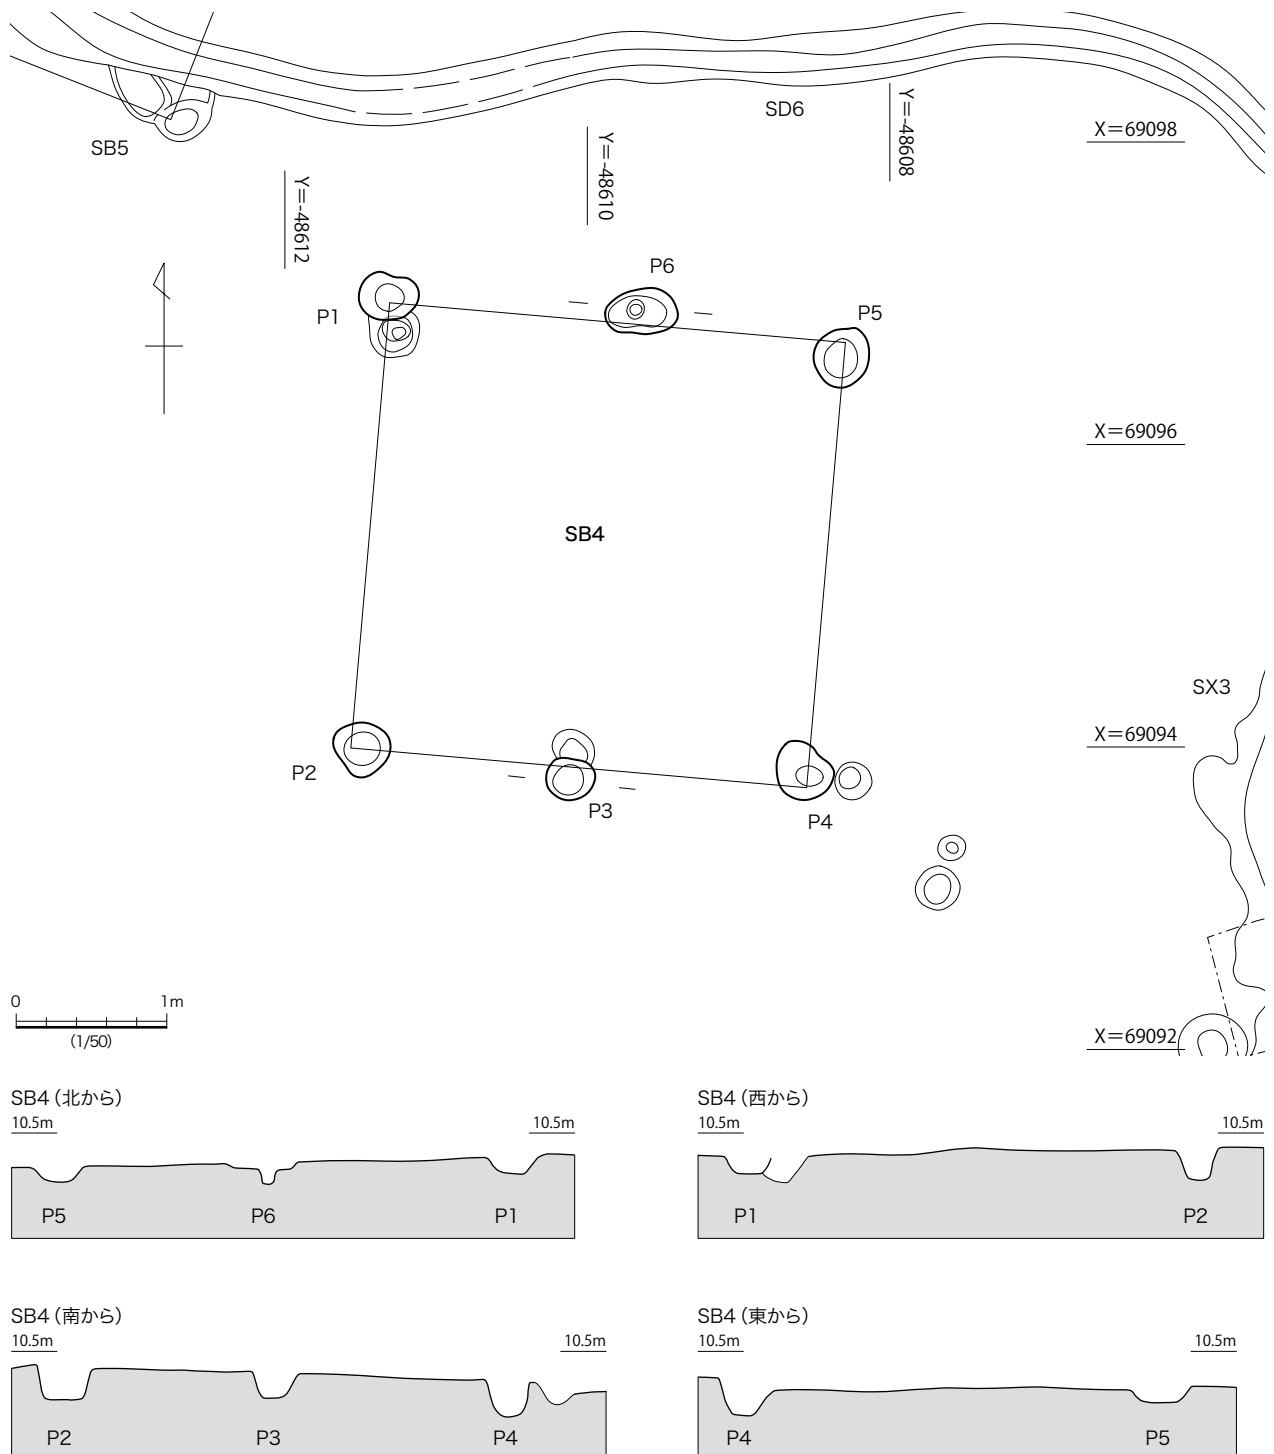 SD6
SB5
Y=-48612
Y=-48610
Y=-48608
X=69098
P6
P1
P5
X=69096
SB4
SX3
X=69094
P2
P3
P4
0 1m
(1/50)
X=69092
SB4（北から）
10.5m 10.5m
P5 P6 P1
SB4（西から）
10.5m 10.5m
P1 P2
SB4（南から）
10.5m 10.5m
P2 P3 P4
SB4（東から）
10.5m 10.5m
P4 P5